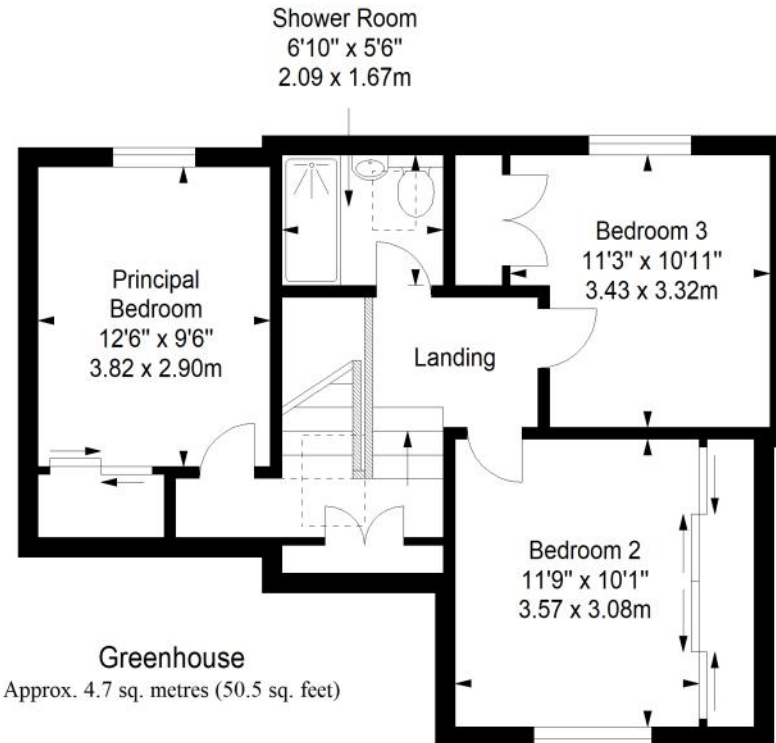 Shower Room
6'10" x 5'6"
2.09 x 1.67m
Principal
Bedroom
12'6" x 9'6"
3.82 x 2.90m
Bedroom 3
11'3" x 10'11"
3.43 x 3.32m
Landing
Bedroom 2
11'9" x 10'1"
3.57 x 3.08m
Greenhouse
Approx. 4.7 sq. metres (50.5 sq. feet)